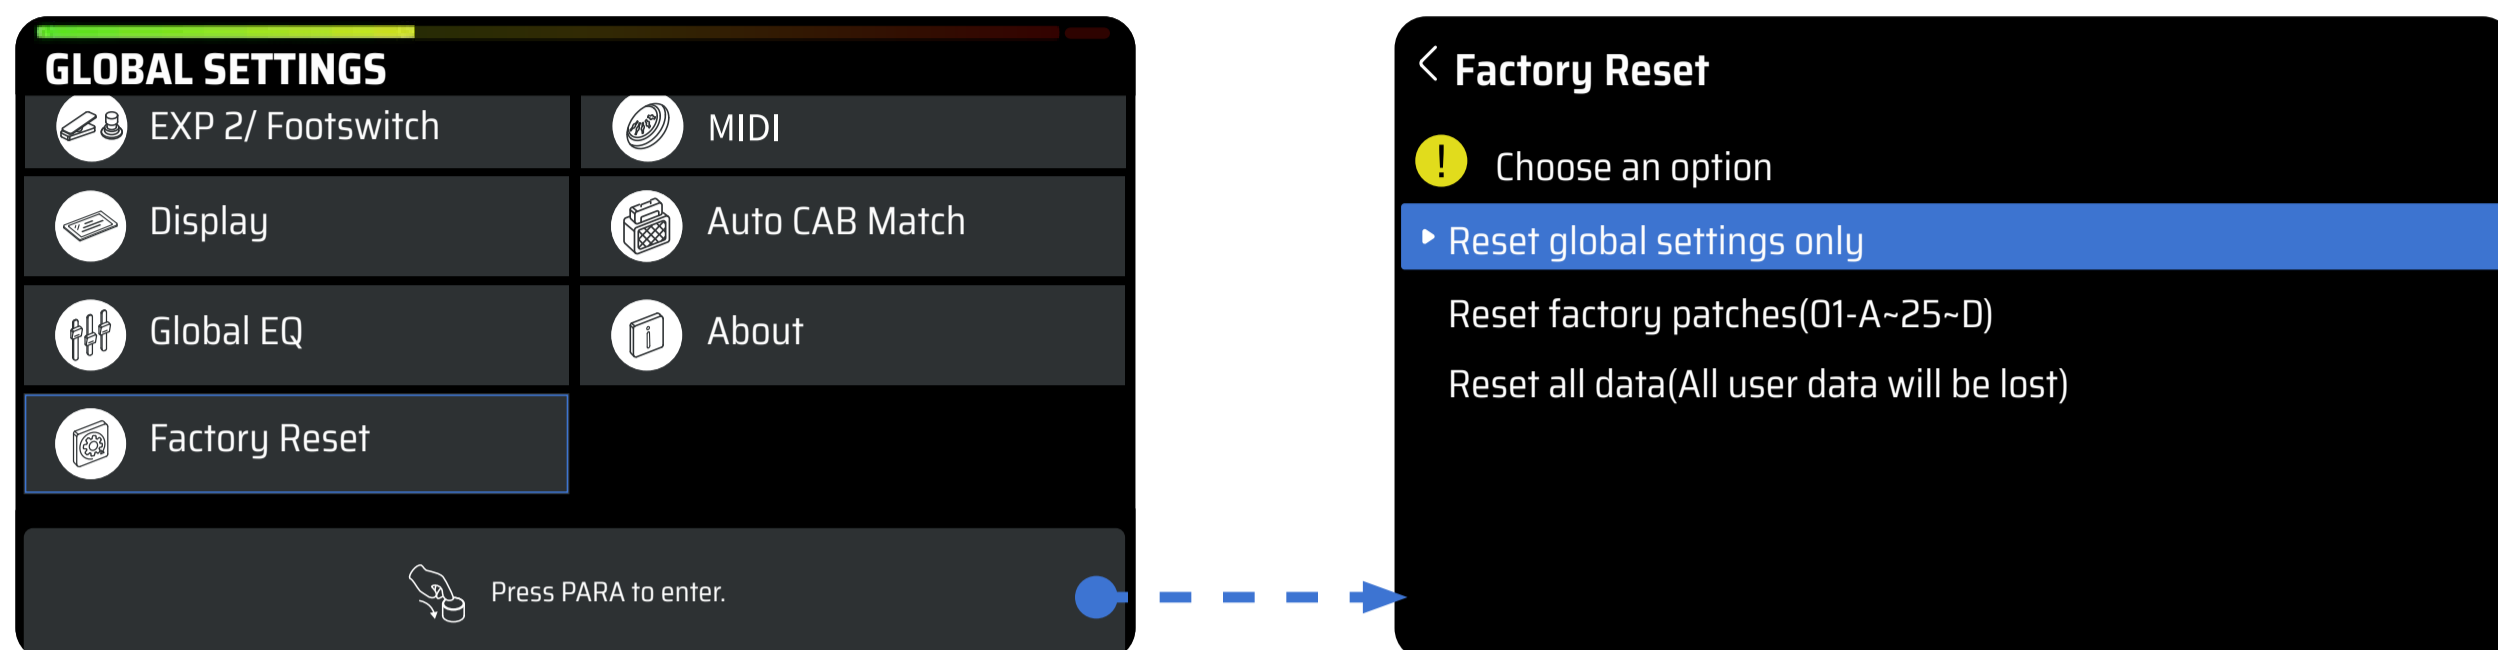 GLOBAL SETTINGS
EXP 2/ Footswitch
MIDI
Display
Auto CAB Match
Global EQ
About
Factory Reset
Press PARA to enter.
Factory Reset
! Choose an option
Reset global settings only
Reset factory patches(01-A~25~D)
Reset all data(All user data will be lost)